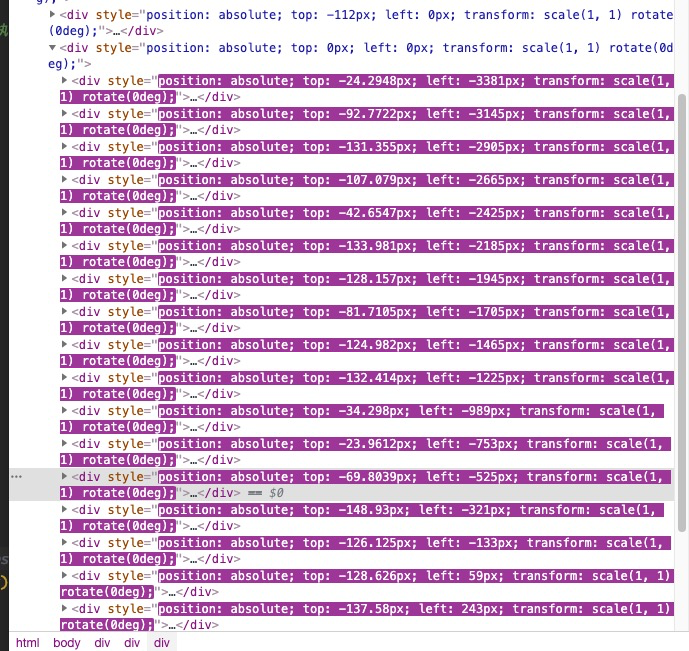 ▶<div style="position: absolute; top: -112px; left: 0px; transform: scale(1, 1) rotate
(0deg);">…</div>
▼<div style="position: absolute; top: 0px; left: 0px; transform: scale(1, 1) rotate(0d
eg);">
▶<div style="position: absolute; top: -24.2948px; left: -3381px; transform: scale(1,
1) rotate(0deg);">…</div>
▶<div style="position: absolute; top: -92.7722px; left: -3145px; transform: scale(1,
1) rotate(0deg);">…</div>
▶<div style="position: absolute; top: -131.355px; left: -2905px; transform: scale(1,
1) rotate(0deg);">…</div>
▶<div style="position: absolute; top: -107.079px; left: -2665px; transform: scale(1,
1) rotate(0deg);">…</div>
▶<div style="position: absolute; top: -42.6547px; left: -2425px; transform: scale(1,
1) rotate(0deg);">…</div>
▶<div style="position: absolute; top: -133.981px; left: -2185px; transform: scale(1,
1) rotate(0deg);">…</div>
▶<div style="position: absolute; top: -128.157px; left: -1945px; transform: scale(1,
1) rotate(0deg);">…</div>
▶<div style="position: absolute; top: -81.7105px; left: -1705px; transform: scale(1,
1) rotate(0deg);">…</div>
▶<div style="position: absolute; top: -124.982px; left: -1465px; transform: scale(1,
1) rotate(0deg);">…</div>
▶<div style="position: absolute; top: -132.414px; left: -1225px; transform: scale(1,
1) rotate(0deg);">…</div>
▶<div style="position: absolute; top: -34.298px; left: -989px; transform: scale(1,
1) rotate(0deg);">…</div>
▶<div style="position: absolute; top: -23.9612px; left: -753px; transform: scale(1,
1) rotate(0deg);">…</div>
… ▶<div style="position: absolute; top: -69.8039px; left: -525px; transform: scale(1,
1) rotate(0deg);">…</div> == $0
▶<div style="position: absolute; top: -148.93px; left: -321px; transform: scale(1,
1) rotate(0deg);">…</div>
▶<div style="position: absolute; top: -126.125px; left: -133px; transform: scale(1,
1) rotate(0deg);">…</div>
▶<div style="position: absolute; top: -128.626px; left: 59px; transform: scale(1, 1)
rotate(0deg);">…</div>
▶<div style="position: absolute; top: -137.58px; left: 243px; transform: scale(1, 1)
rotate(0deg);">…</div>
html body div div div